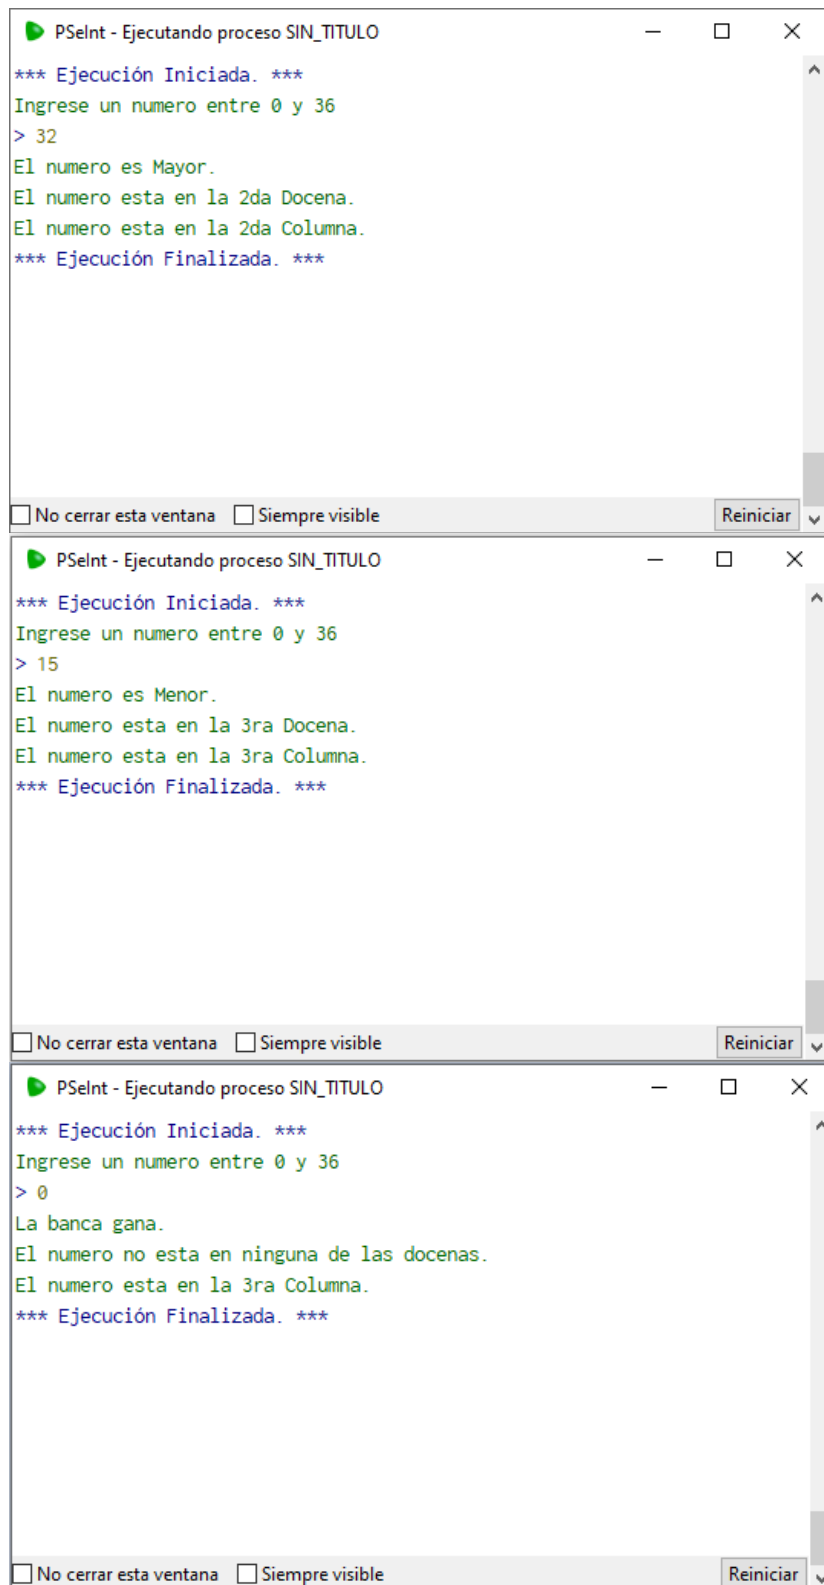 PSeInt - Ejecutando proceso SIN_TITULO
*** Ejecución Iniciada. ***
Ingrese un numero entre 0 y 36
> 32
El numero es Mayor.
El numero esta en la 2da Docena.
El numero esta en la 2da Columna.
*** Ejecución Finalizada. ***
No cerrar esta ventana Siempre visible Reiniciar
PSeInt - Ejecutando proceso SIN_TITULO
*** Ejecución Iniciada. ***
Ingrese un numero entre 0 y 36
> 15
El numero es Menor.
El numero esta en la 3ra Docena.
El numero esta en la 3ra Columna.
*** Ejecución Finalizada. ***
No cerrar esta ventana Siempre visible Reiniciar
PSeInt - Ejecutando proceso SIN_TITULO
*** Ejecución Iniciada. ***
Ingrese un numero entre 0 y 36
> 0
La banca gana.
El numero no esta en ninguna de las docenas.
El numero esta en la 3ra Columna.
*** Ejecución Finalizada. ***
No cerrar esta ventana Siempre visible Reiniciar